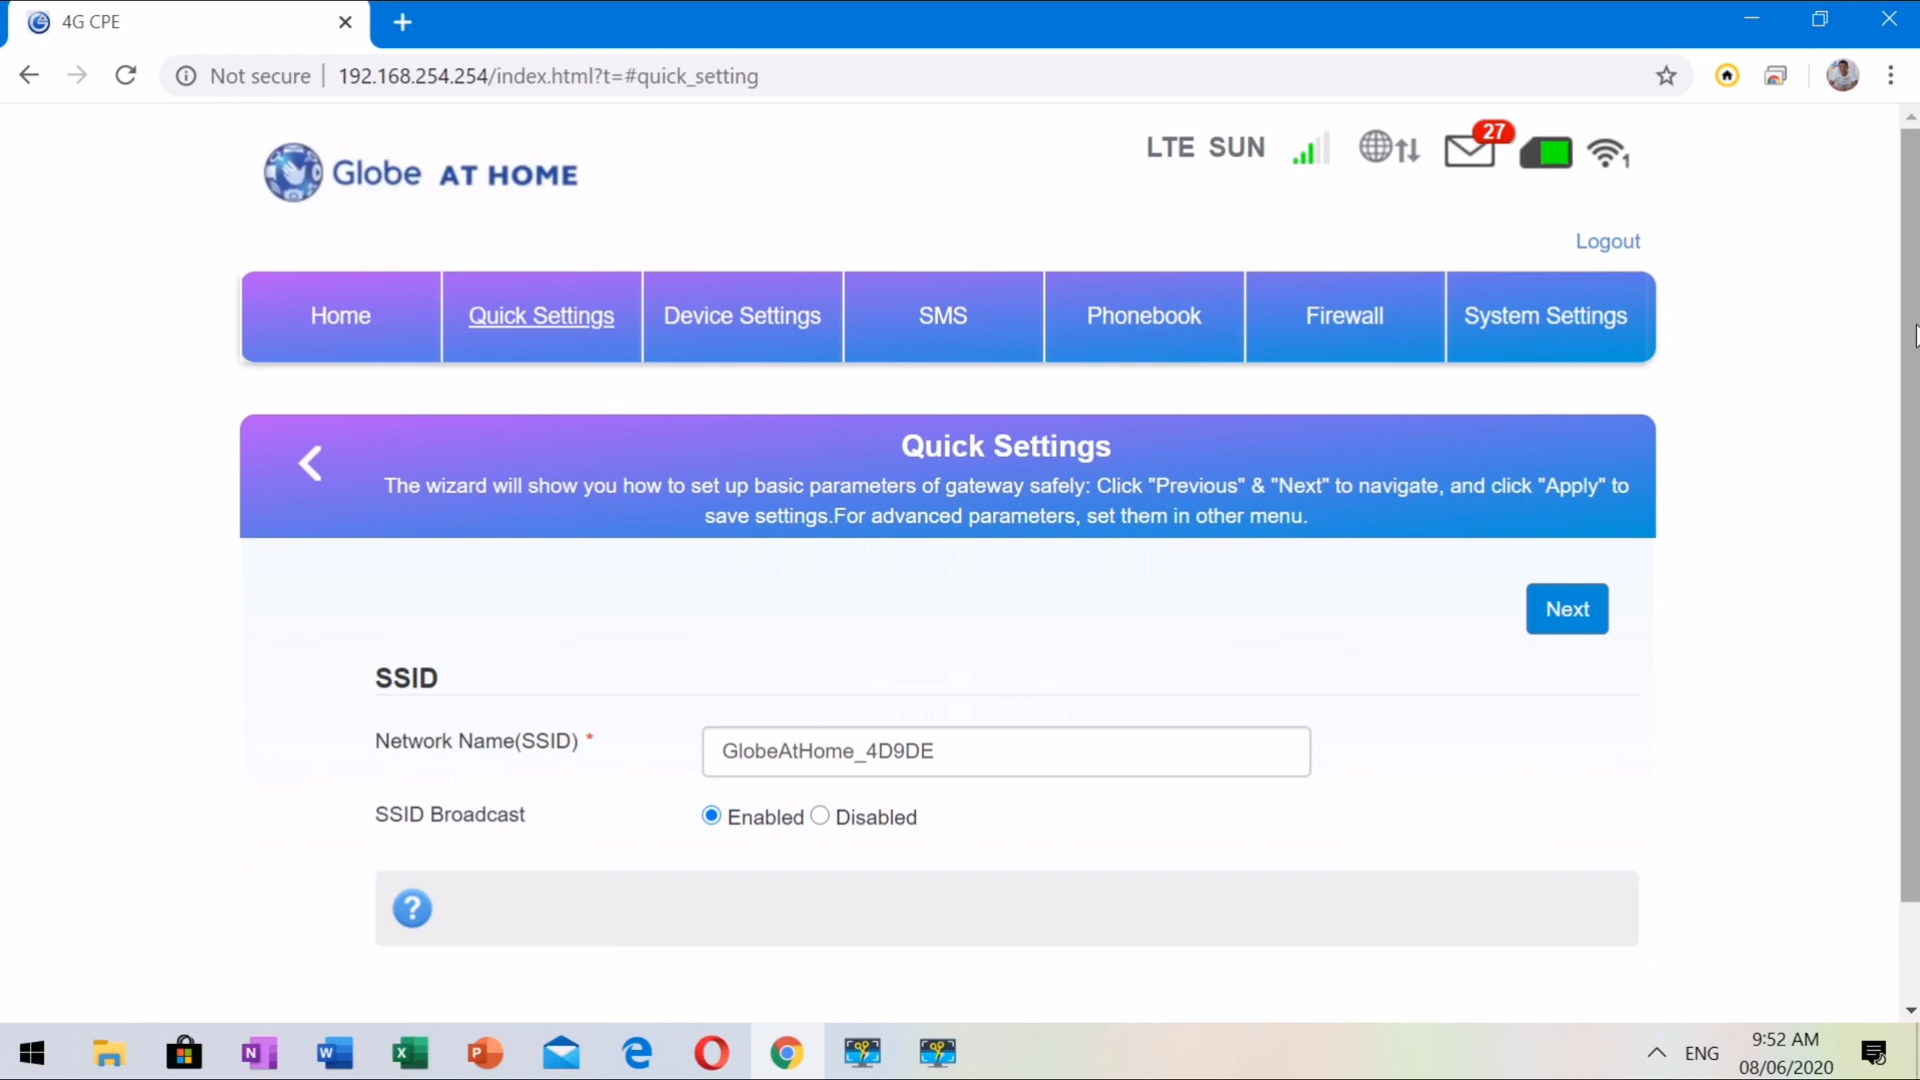 4G CPE
Not secure 192.168.254.254/index.html?t=#quick_setting
Globe AT HOME
LTE SUN
27
1
Logout
Home Quick Settings Device Settings SMS Phonebook Firewall System Settings
Quick Settings
The wizard will show you how to set up basic parameters of gateway safely: Click "Previous" & "Next" to navigate, and click "Apply" to
save settings.For advanced parameters, set them in other menu.
Next
SSID
Network Name(SSID) * GlobeAtHome_4D9DE
SSID Broadcast Enabled Disabled
?
ENG
9:52 AM
08/06/2020